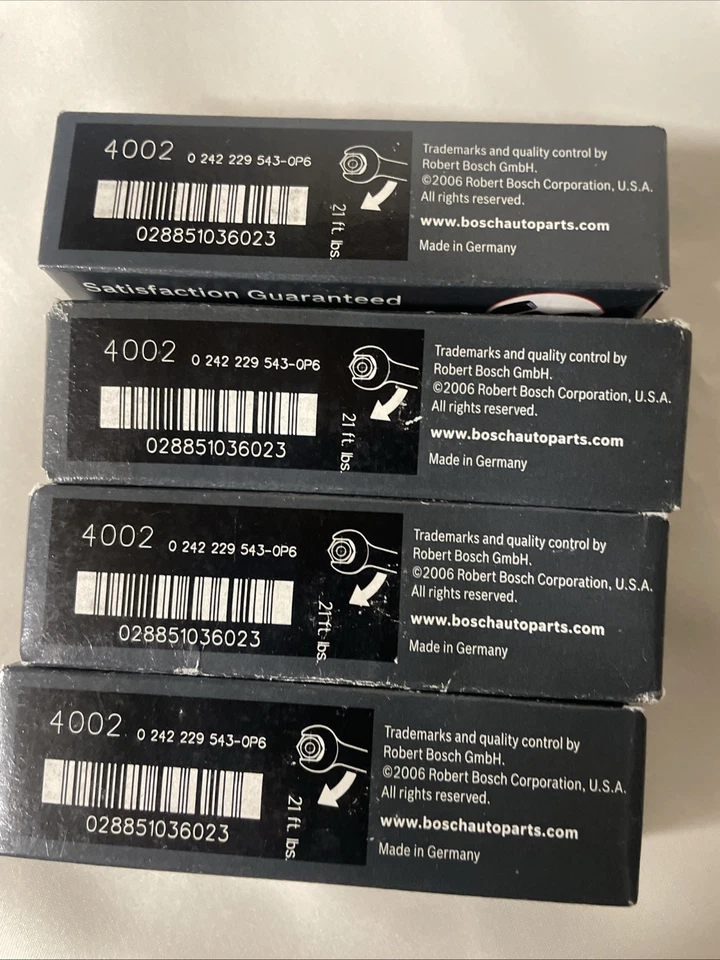 4002 0 242 229 543-0P6
028851036023
21 ft. lbs.
Trademarks and quality control by
Robert Bosch GmbH.
©2006 Robert Bosch Corporation, U.S.A.
All rights reserved.
www.boschautoparts.com
Made in Germany
Satisfaction Guaranteed
4002 0 242 229 543-0P6
028851036023
21 ft. lbs.
Trademarks and quality control by
Robert Bosch GmbH.
©2006 Robert Bosch Corporation, U.S.A.
All rights reserved.
www.boschautoparts.com
Made in Germany
4002 0 242 229 543-0P6
028851036023
21 ft. lbs.
Trademarks and quality control by
Robert Bosch GmbH.
©2006 Robert Bosch Corporation, U.S.A.
All rights reserved.
www.boschautoparts.com
Made in Germany
4002 0 242 229 543-0P6
028851036023
21 ft. lbs.
Trademarks and quality control by
Robert Bosch GmbH.
©2006 Robert Bosch Corporation, U.S.A.
All rights reserved.
www.boschautoparts.com
Made in Germany